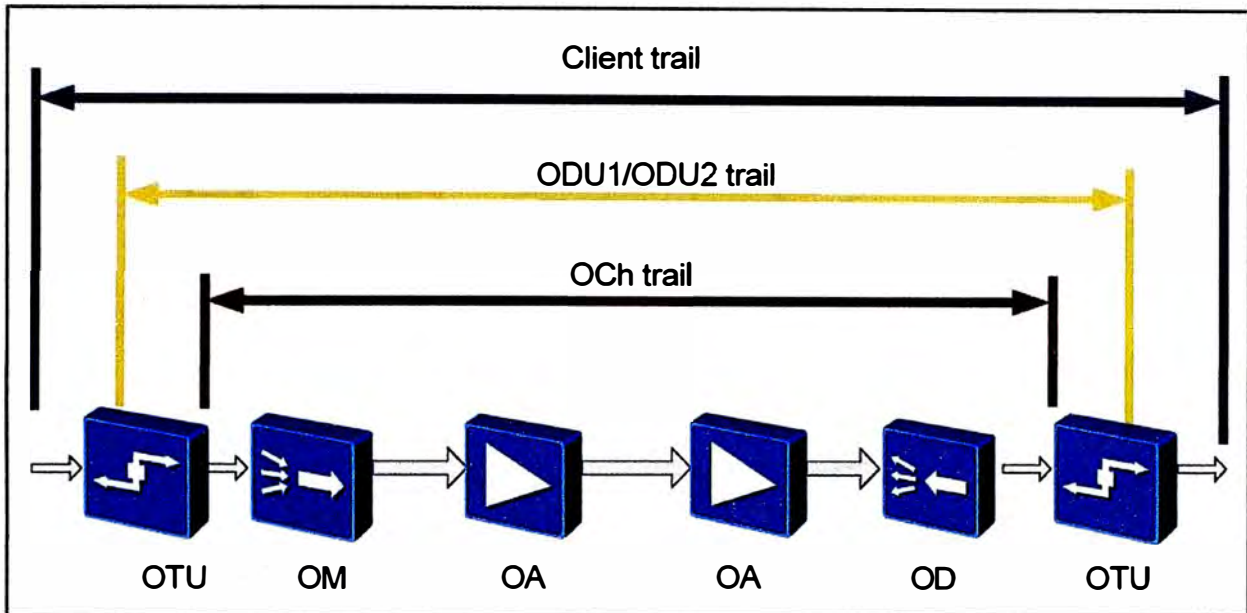 Client trail
ODU1/ODU2 trail
OCh trail
OTU OM OA OA OD OTU